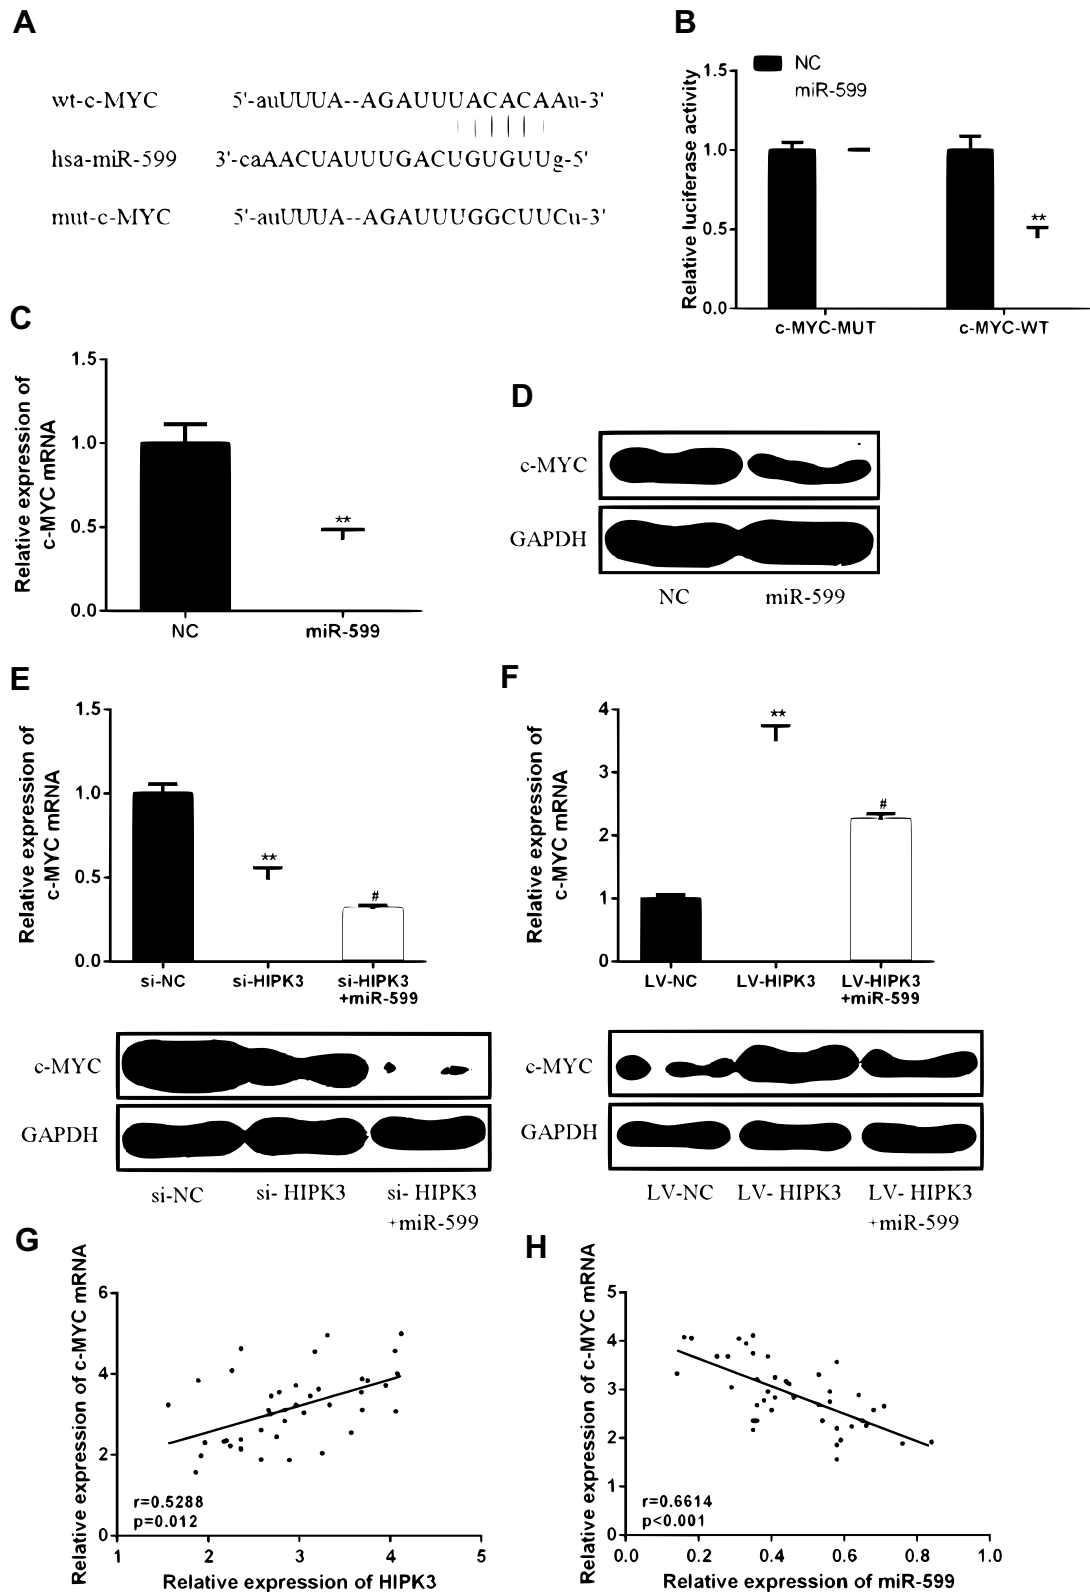 A
wt-c-MYC 5'-auUUUA--AGAUUUACACAAu-3'
hsa-miR-599 3'-caAACUAUUUGACUGUGUUg-5'
mut-c-MYC 5'-auUUUA--AGAUUUGGCUUCu-3'
B
Relative luciferase activity
1.5
1.0
0.5
0.0
NC
miR-599
**
c-MYC-MUT c-MYC-WT
C
Relative expression of
c-MYC mRNA
1.5
1.0
0.5
0.0
**
NC miR-599
D
c-MYC
GAPDH
NC miR-599
E
Relative expression of
c-MYC mRNA
1.5
1.0
0.5
0.0
**
#
si-NC si-HIPK3 si-HIPK3
+miR-599
c-MYC
GAPDH
si-NC si- HIPK3 si- HIPK3
+miR-599
F
Relative expression of
c-MYC mRNA
4
3
2
1
0
**
#
LV-NC LV-HIPK3 LV-HIPK3
+miR-599
c-MYC
GAPDH
LV-NC LV- HIPK3 LV- HIPK3
+miR-599
G
Relative expression of c-MYC mRNA
6
4
2
0
r=0.5288
p=0.012
1 2 3 4 5
Relative expression of HIPK3
H
Relative expression of c-MYC mRNA
5
4
3
2
1
0
r=0.6614
p<0.001
0.0 0.2 0.4 0.6 0.8 1.0
Relative expression of miR-599